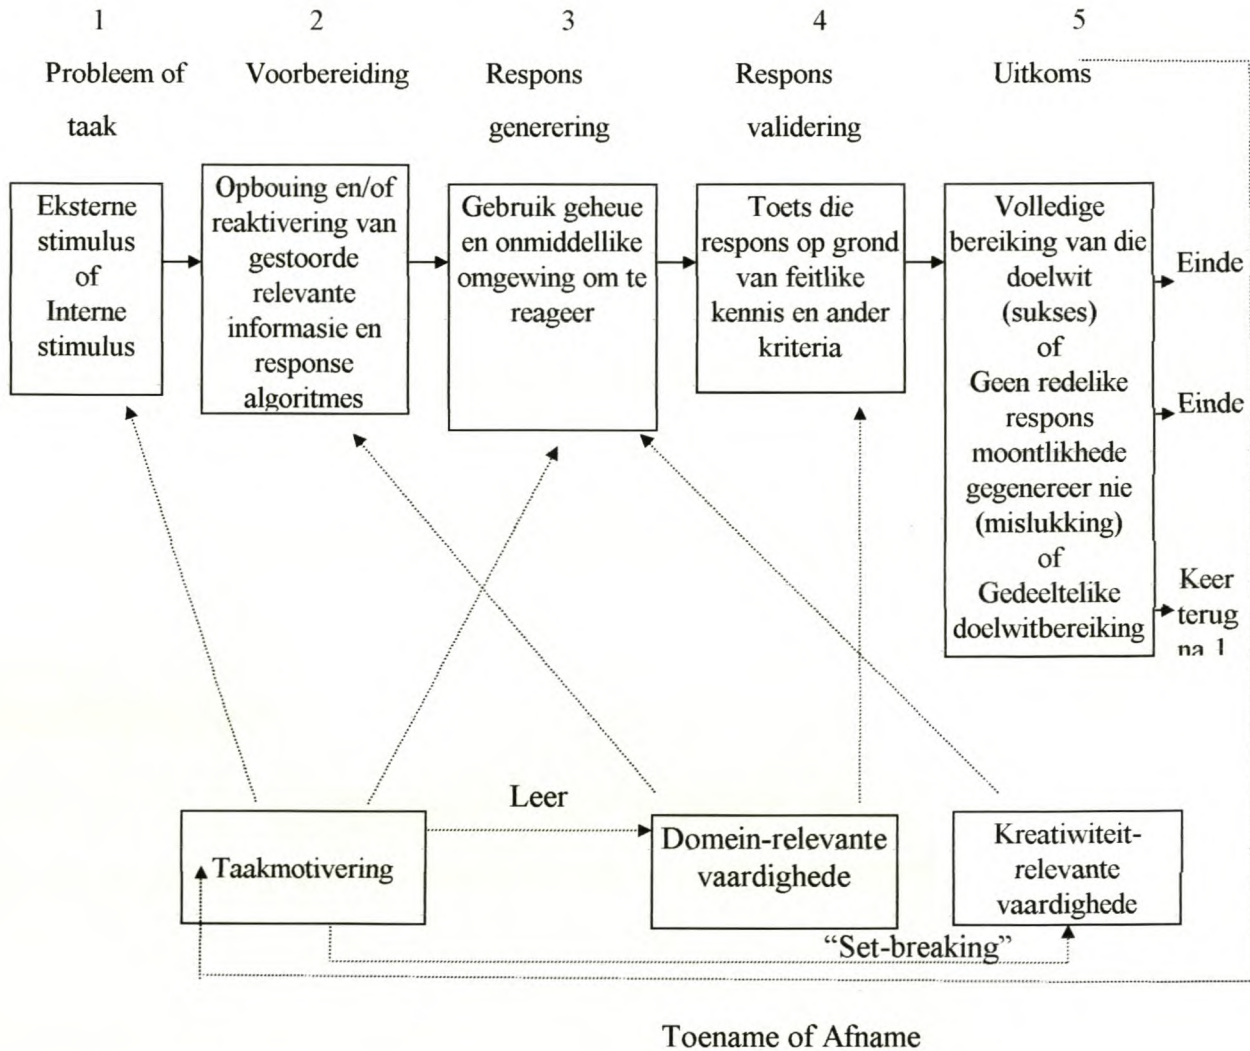 1
2
3
4
5
Probleem of
taak
Voorbereiding
Respons
generering
Respons
validering
Uitkoms
Eksterne
stimulus
of
Interne
stimulus
Opbouing en/of
reaktivering van
gestoorde
relevante
informasie en
response
algoritmes
Gebruik geheue
en onmiddellike
omgewing om te
reageer
Toets die
respons op grond
van feitlike
kennis en ander
kriteria
Volledige
bereiking van die
doelwit
(sukses)
of
Geen redelike
respons
moontlikhede
gegenereer nie
(mislukking)
of
Gedeeltelike
doelwitbereiking
Einde
Einde
Keer
terug
na 1
Leer
Taakmotivering
Domein-relevante
vaardighede
Kreatiwiteit-
relevante
vaardighede
“Set-breaking”
Toename of Afname